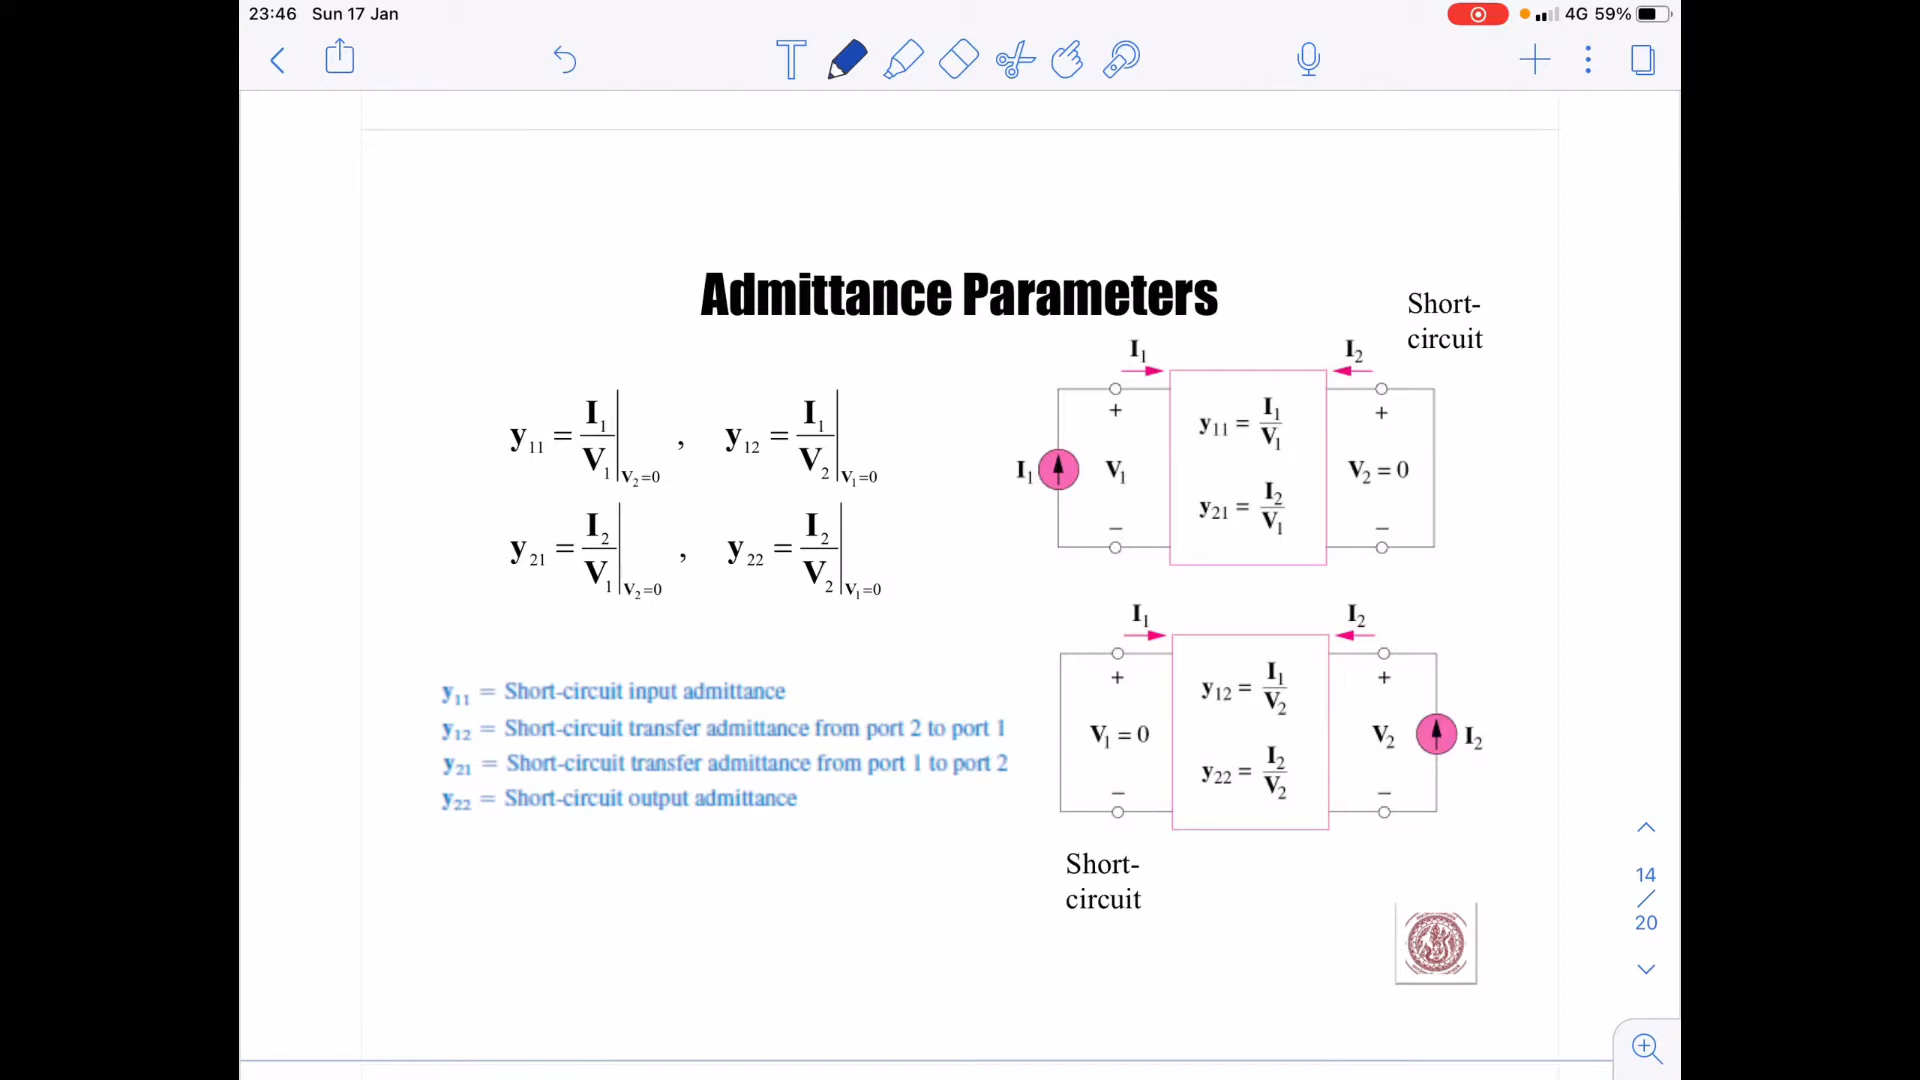 23:46 Sun 17 Jan
4G 59%
Admittance Parameters
Short-
circuit
y11 = I1/V1 |V2=0 , y12 = I1/V2 |V1=0
y21 = I2/V1 |V2=0 , y22 = I2/V2 |V1=0
y11 = Short-circuit input admittance
y12 = Short-circuit transfer admittance from port 2 to port 1
y21 = Short-circuit transfer admittance from port 1 to port 2
y22 = Short-circuit output admittance
I1 I2
+ +
y11 = I1/V1
I1 V1 V2 = 0
y21 = I2/V1
− −
I1 I2
+ +
y12 = I1/V2
V1 = 0 V2 I2
y22 = I2/V2
− −
Short-
circuit
14
/
20